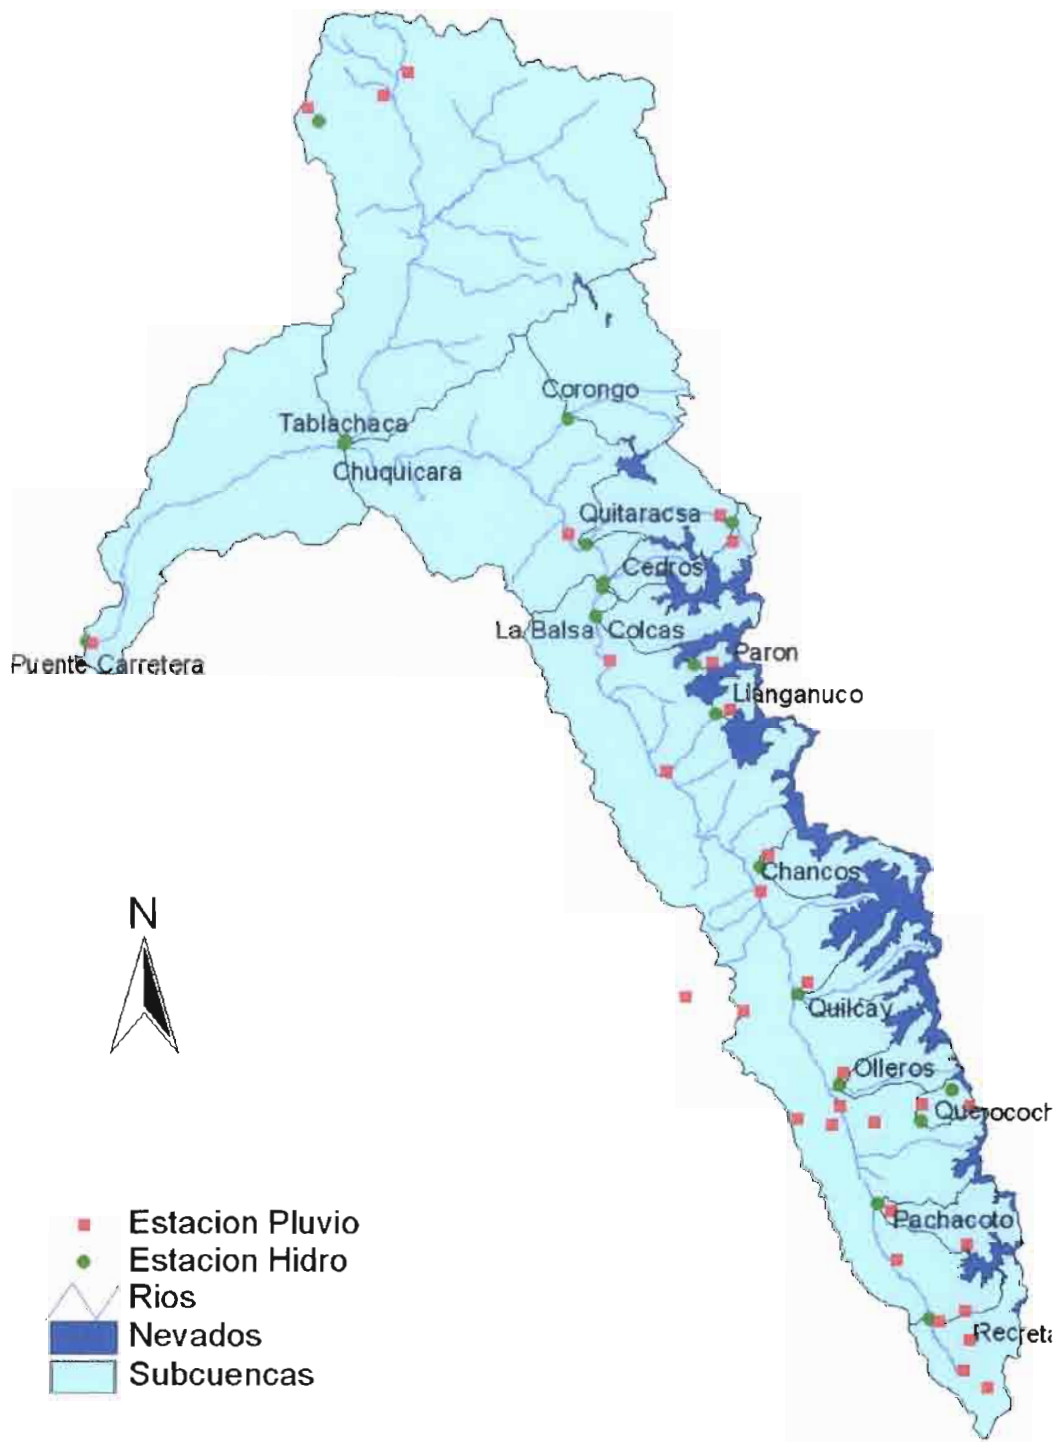 Corongo
Tablachaca
Chuquicara
Quitaracsa
Cedros
La Balsa Colcas
Puente Carretera
Paron
Llanganuco
Chancos
N
Quilcay
Olleros
Querococh
Pachacoto
Recreta
Estacion Pluvio
Estacion Hidro
Rios
Nevados
Subcuencas